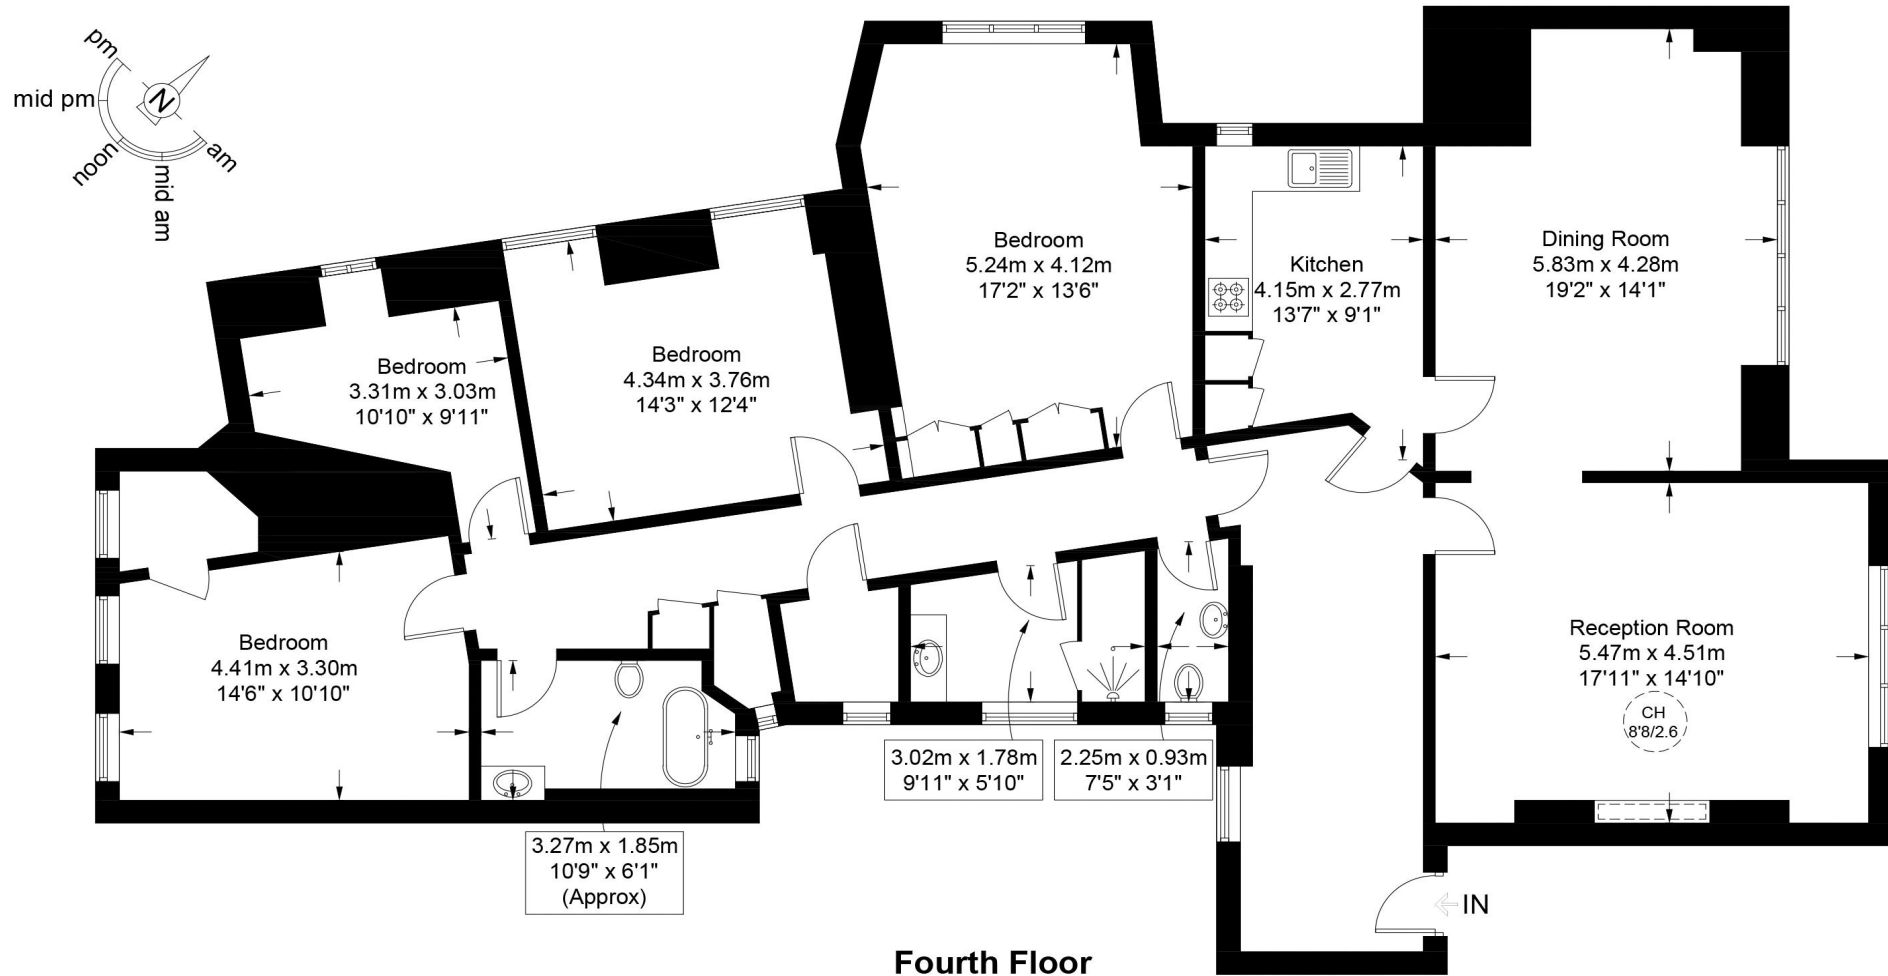 pm
mid pm
N
noon
mid am
am
Bedroom
5.24m x 4.12m
17'2" x 13'6"
Kitchen
4.15m x 2.77m
13'7" x 9'1"
Dining Room
5.83m x 4.28m
19'2" x 14'1"
Bedroom
3.31m x 3.03m
10'10" x 9'11"
Bedroom
4.34m x 3.76m
14'3" x 12'4"
Bedroom
4.41m x 3.30m
14'6" x 10'10"
Reception Room
5.47m x 4.51m
17'11" x 14'10"
CH
8'8/2.6
3.02m x 1.78m
9'11" x 5'10"
2.25m x 0.93m
7'5" x 3'1"
3.27m x 1.85m
10'9" x 6'1"
(Approx)
IN
Fourth Floor